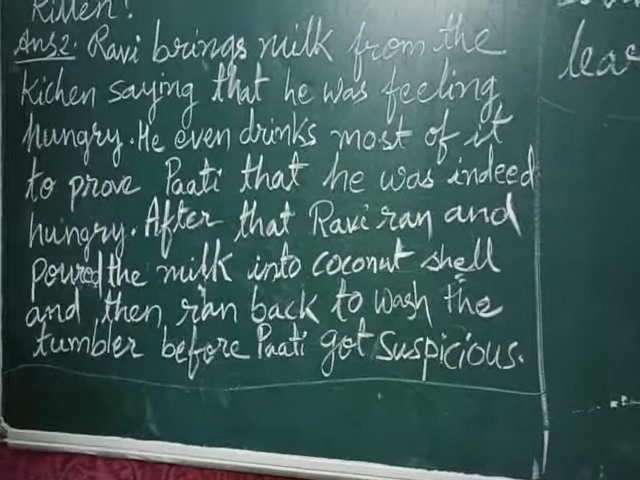 Kitten?
Ans2. Ravi brings milk from the
Kichen saying that he was feeling
hungry. He even drinks most of it
to prove Paati that he was indeed
hungry. After that Ravi ran and
poured the milk into coconut shell
and then ran back to wash the
tumbler before Paati got suspicious.